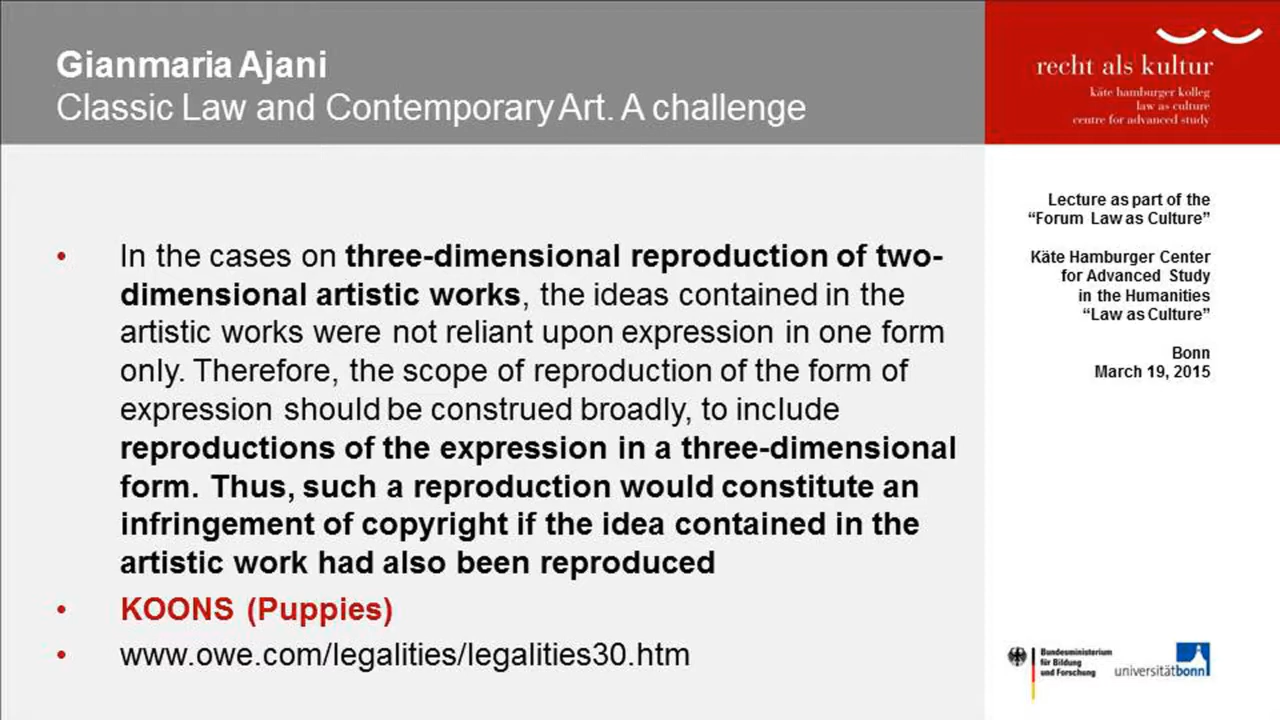 Gianmaria Ajani
Classic Law and Contemporary Art. A challenge
recht als kultur
käte hamburger kolleg
law as culture
centre for advanced study
Lecture as part of the
“Forum Law as Culture”
Käte Hamburger Center
for Advanced Study
in the Humanities
“Law as Culture”
Bonn
March 19, 2015
• In the cases on three-dimensional reproduction of two-
dimensional artistic works, the ideas contained in the
artistic works were not reliant upon expression in one form
only. Therefore, the scope of reproduction of the form of
expression should be construed broadly, to include
reproductions of the expression in a three-dimensional
form. Thus, such a reproduction would constitute an
infringement of copyright if the idea contained in the
artistic work had also been reproduced
• KOONS (Puppies)
• www.owe.com/legalities/legalities30.htm
Bundesministerium
für Bildung
und Forschung
universitätbonn